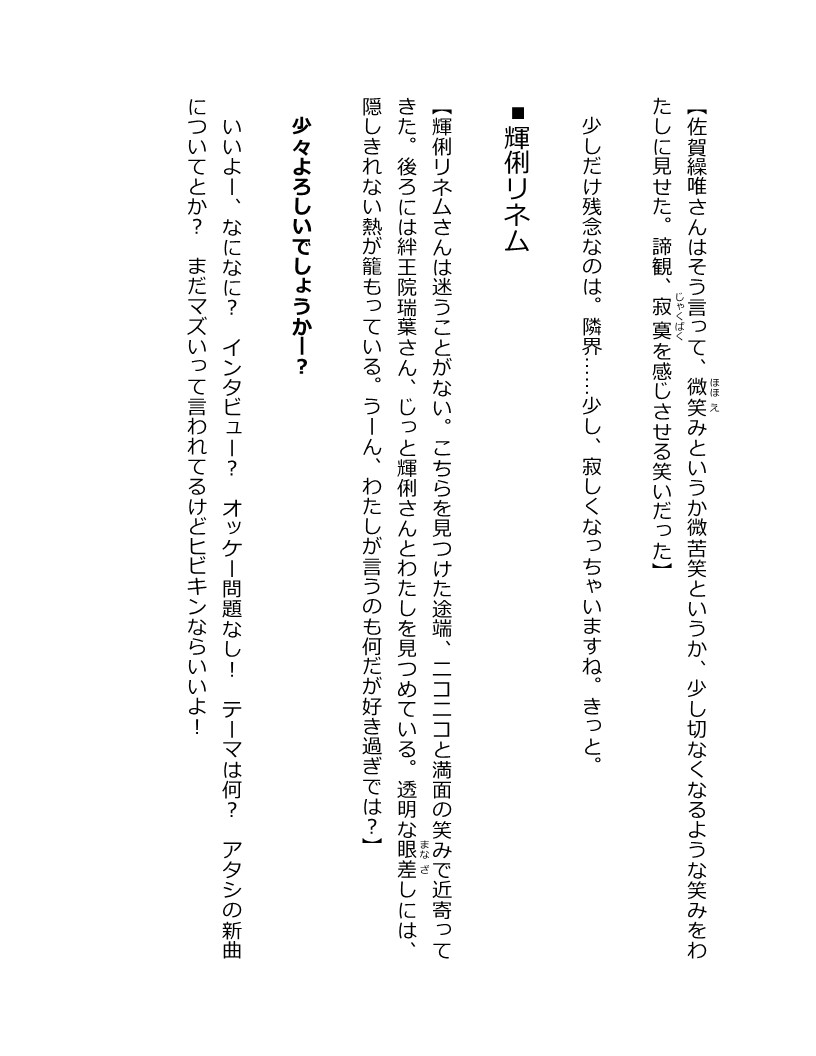 【佐賀繰唯さんはそう言って、微笑みというか微苦笑というか、少し切なくなるような笑みをわ
たしに見せた。諦観、寂寞を感じさせる笑いだった】
少しだけ残念なのは。隣界……少し、寂しくなっちゃいますね。きっと。
■輝俐リネム
【輝俐リネムさんは迷うことがない。こちらを見つけた途端、ニコニコと満面の笑みで近寄って
きた。後ろには絆王院瑞葉さん、じっと輝俐さんとわたしを見つめている。透明な眼差しには、
隠しきれない熱が籠もっている。うーん、わたしが言うのも何だが好き過ぎでは？】
少々よろしいでしょうかー？
いいよー、なになに？　インタビュー？　オッケー問題なし！　テーマは何？　アタシの新曲
についてとか？　まだマズいって言われてるけどヒビキンならいいよ！